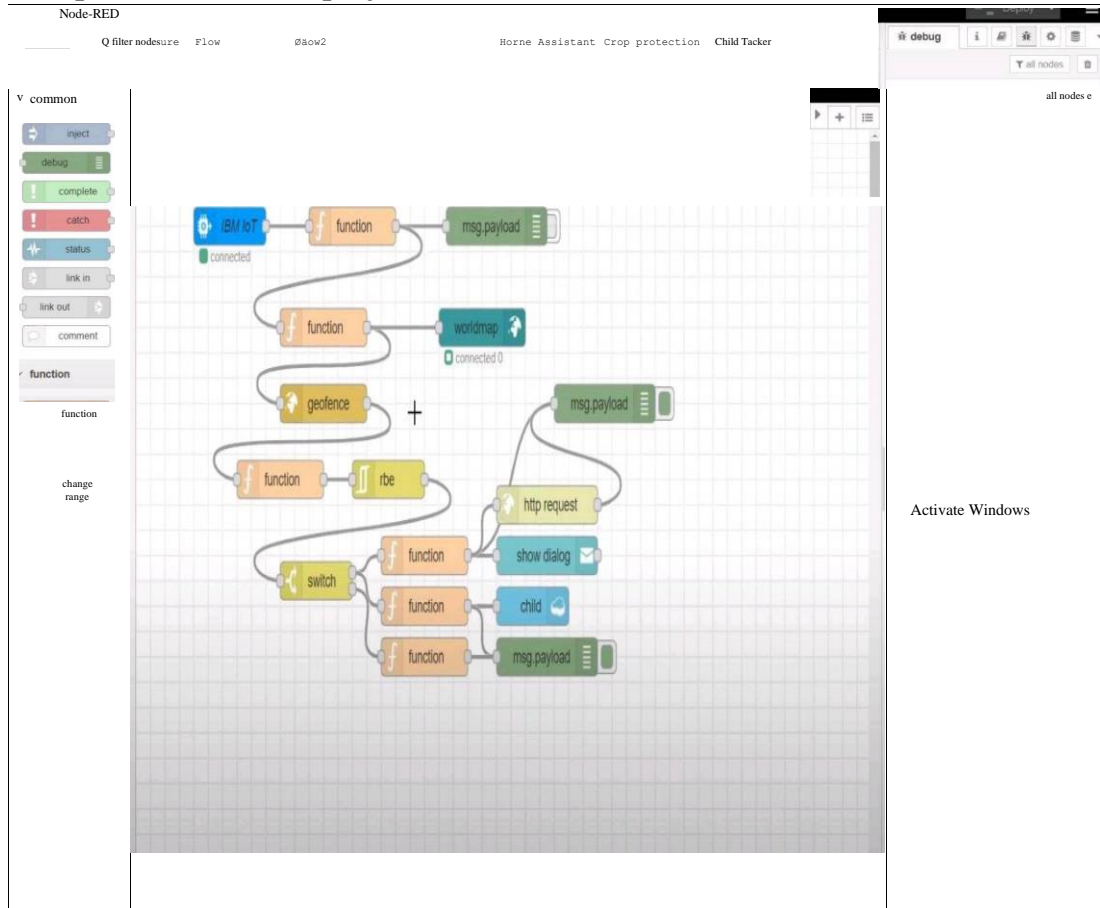 Node-RED
Deploy
Q filter nodesure Flow Øäow2 Horne Assistant Crop protection Child Tacker
debug
i
all nodes
all nodes e
v common
inject
debug
complete
catch
status
link in
link out
comment
function
function
change
range
IBM IoT
connected
function
msg.payload
function
worldmap
connected 0
geofence
msg.payload
function
rbe
http request
function
show dialog
switch
function
child
function
msg.payload
Activate Windows